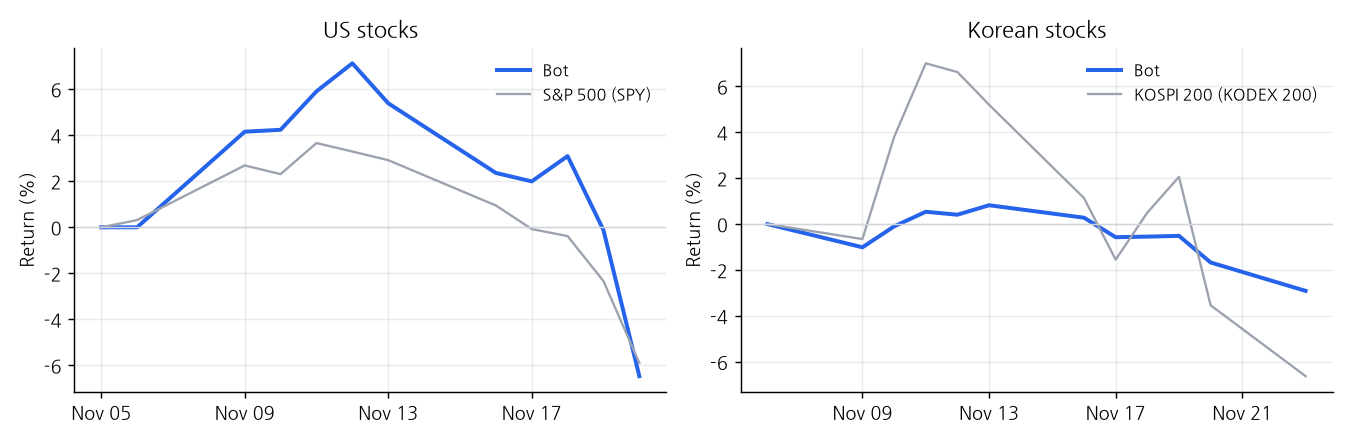 US stocks
Return (%)
6
4
2
0
-2
-4
-6
Nov 05
Nov 09
Nov 13
Nov 17
Bot
S&P 500 (SPY)
Korean stocks
Return (%)
6
4
2
0
-2
-4
-6
Nov 09
Nov 13
Nov 17
Nov 21
Bot
KOSPI 200 (KODEX 200)